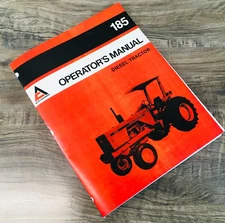 185
OPERATOR'S MANUAL
DIESEL TRACTOR